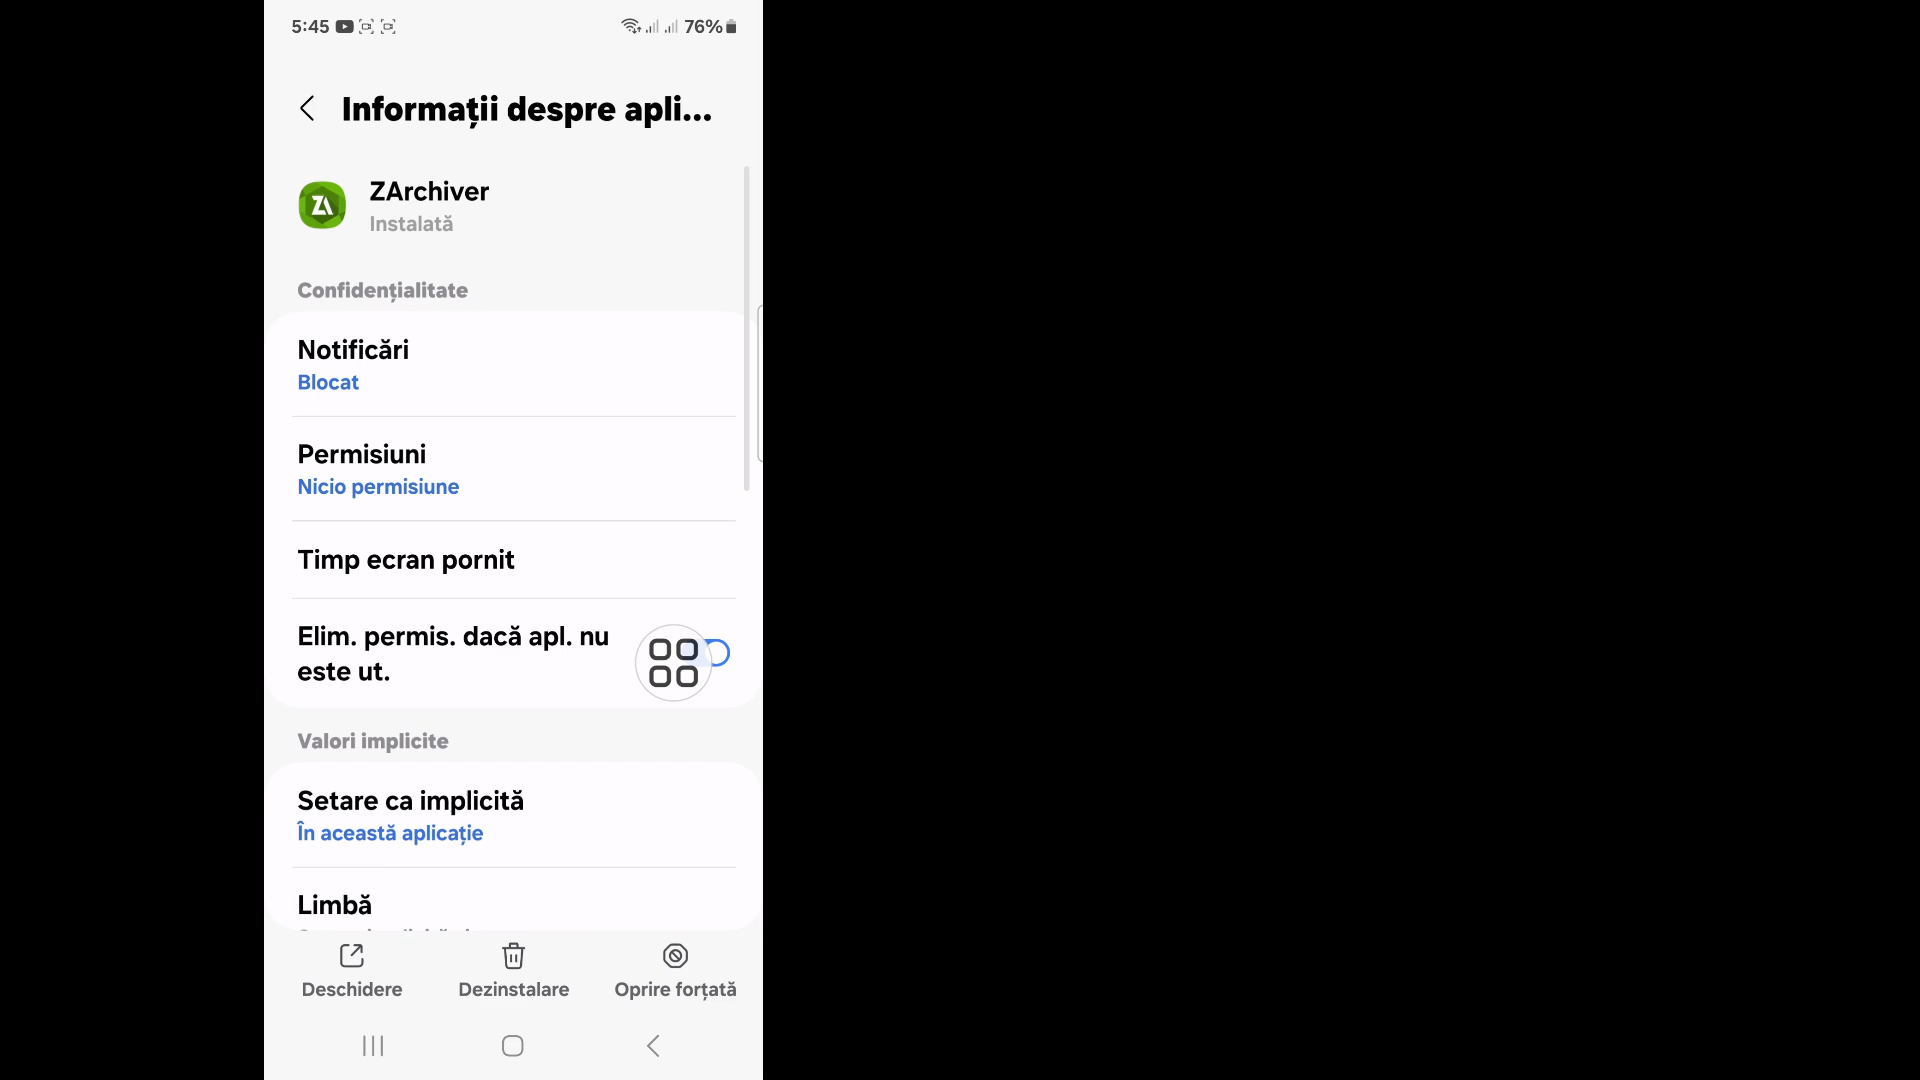 5:45
76%
Informații despre apli...
ZA
ZArchiver
Instalată
Confidențialitate
Notificări
Blocat
Permisiuni
Nicio permisiune
Timp ecran pornit
Elim. permis. dacă apl. nu
este ut.
Valori implicite
Setare ca implicită
În această aplicație
Limbă
Deschidere
Dezinstalare
Oprire forțată